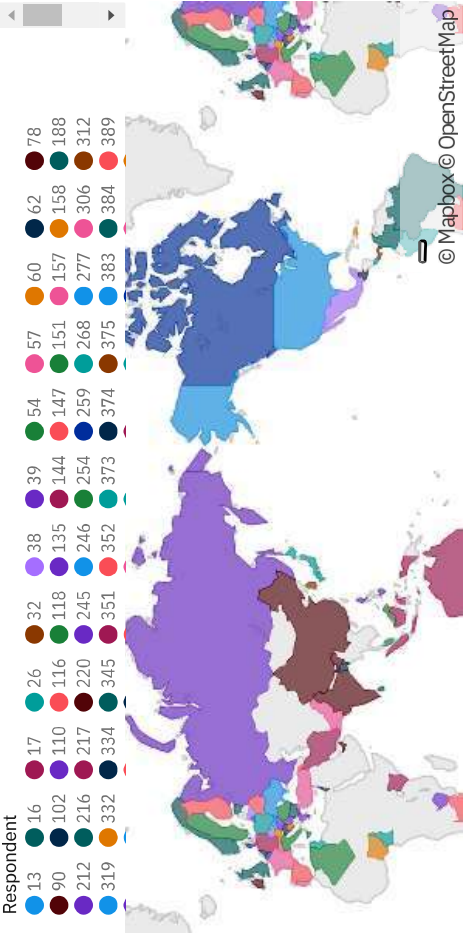 Respondent
13 16 17 26 32 38 39 54 57 60 62 78
90 102 110 116 118 135 144 147 151 157 158 188
212 216 217 220 245 246 254 259 268 277 306 312
319 332 334 345 351 352 373 374 375 383 384 389
© Mapbox © OpenStreetMap